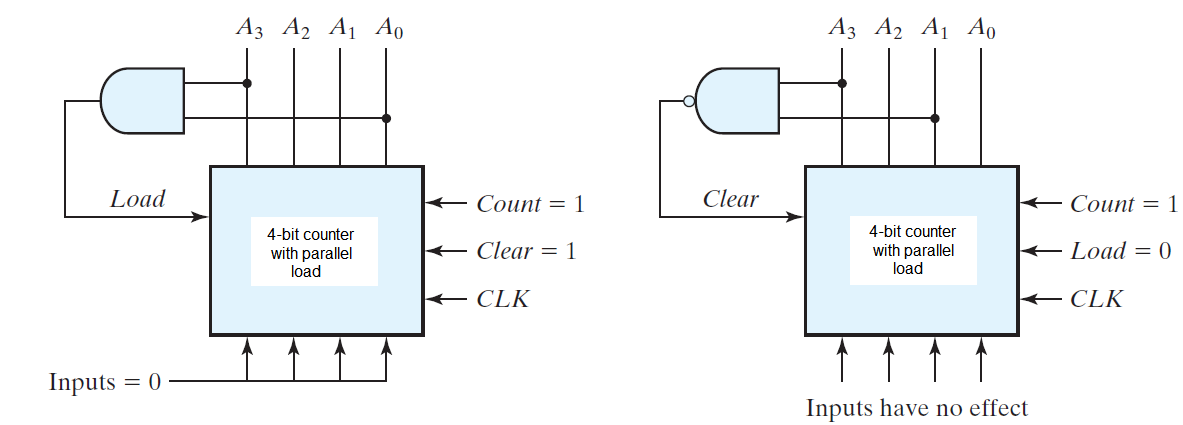 A₃ A₂ A₁ A₀
Load
4-bit counter
with parallel
load
Count = 1
Clear = 1
CLK
Inputs = 0
A₃ A₂ A₁ A₀
Clear
4-bit counter
with parallel
load
Count = 1
Load = 0
CLK
Inputs have no effect